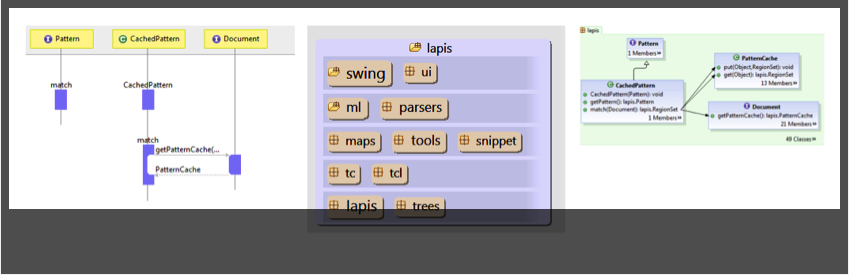 Pattern CachedPattern Document
match CachedPattern
match
getPatternCache(...
PatternCache
lapis
swing ui
ml parsers
maps tools snippet
tc tcl
lapis trees
lapis
Pattern
1 Members»
CachedPattern
CachedPattern(Pattern): void
getPattern(): lapis.Pattern
match(Document): lapis.RegionSet
1 Members»
PatternCache
put(Object,RegionSet): void
get(Object): lapis.RegionSet
13 Members»
Document
getPatternCache(): lapis.PatternCache
21 Members»
49 Classes»